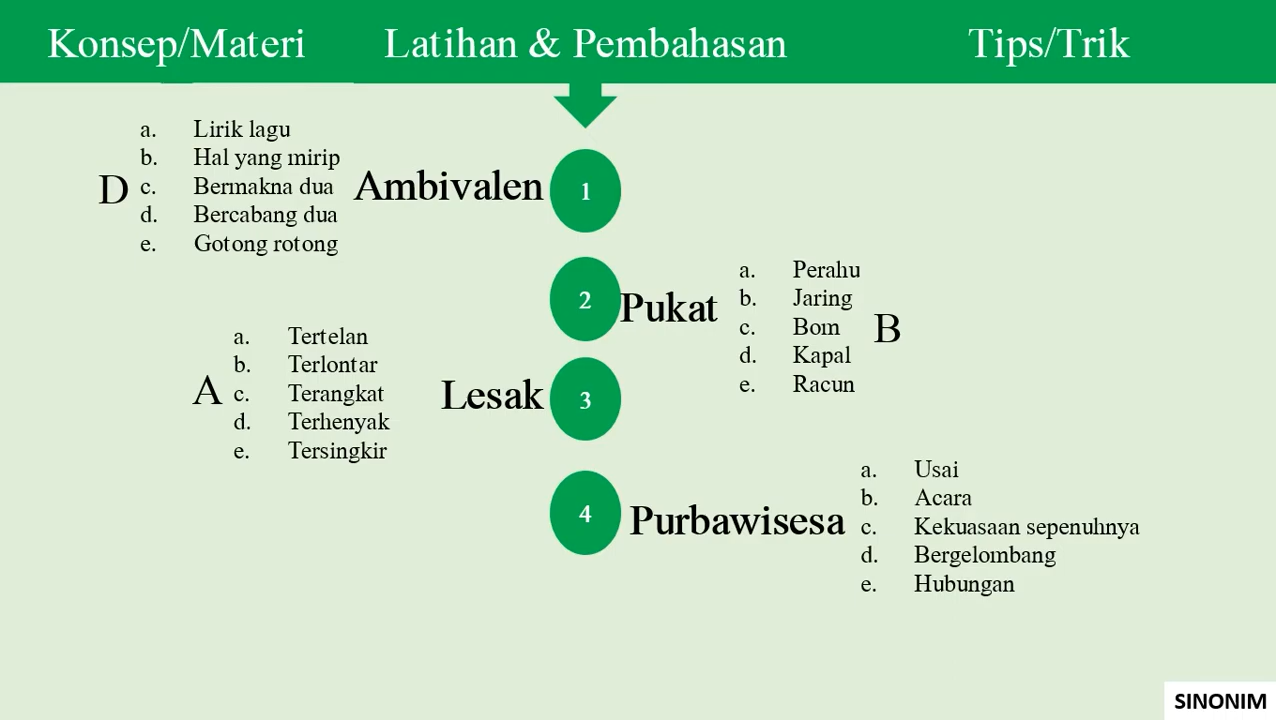 Konsep/Materi Latihan & Pembahasan Tips/Trik
a. Lirik lagu
b. Hal yang mirip
c. Bermakna dua
d. Bercabang dua
e. Gotong rotong
D
Ambivalen 1
2 Pukat
a. Perahu
b. Jaring
c. Bom
d. Kapal
e. Racun
B
a. Tertelan
b. Terlontar
c. Terangkat
d. Terhenyak
e. Tersingkir
A
Lesak 3
4 Purbawisesa
a. Usai
b. Acara
c. Kekuasaan sepenuhnya
d. Bergelombang
e. Hubungan
SINONIM